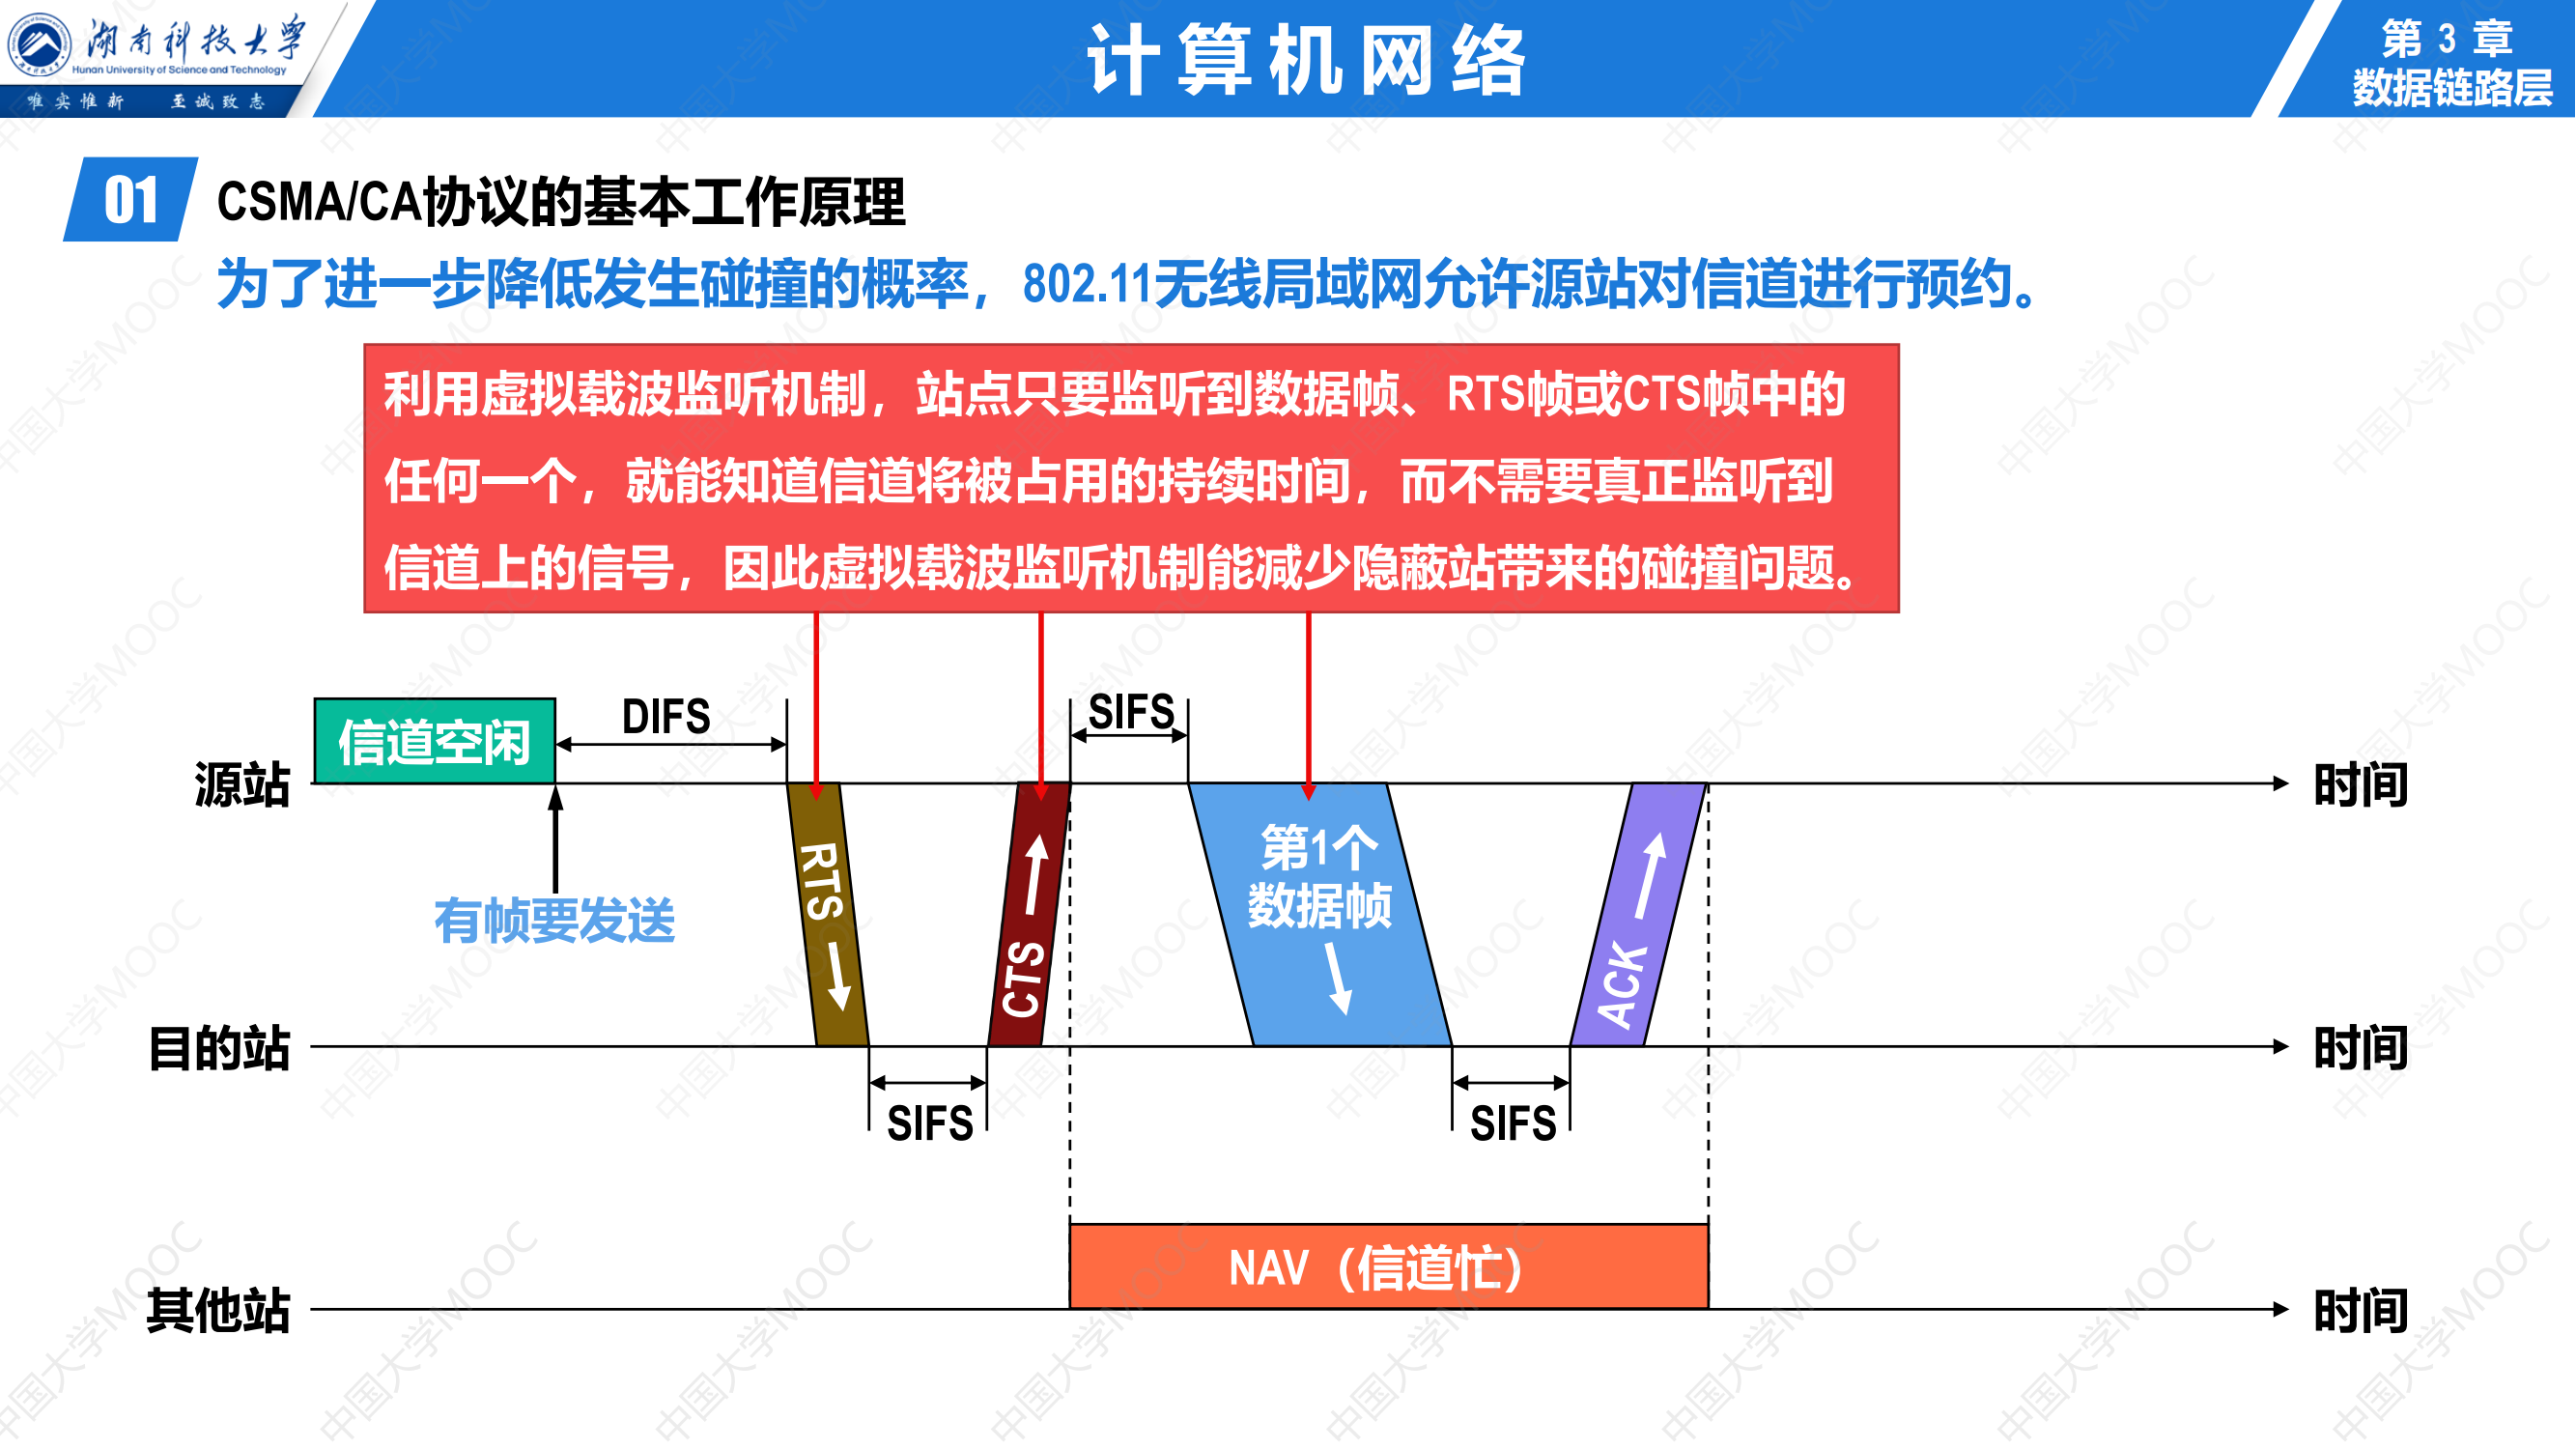 湖南科技大学
Hunan University of Science and Technology
唯实惟新 至诚致志
计算机网络
第 3 章
数据链路层
01
CSMA/CA协议的基本工作原理
为了进一步降低发生碰撞的概率，802.11无线局域网允许源站对信道进行预约。
利用虚拟载波监听机制，站点只要监听到数据帧、RTS帧或CTS帧中的
任何一个，就能知道信道将被占用的持续时间，而不需要真正监听到
信道上的信号，因此虚拟载波监听机制能减少隐蔽站带来的碰撞问题。
信道空闲
DIFS
SIFS
源站
时间
有帧要发送
RTS
CTS
第1个
数据帧
ACK
目的站
时间
SIFS
SIFS
NAV（信道忙）
其他站
时间
中国大学MOOC